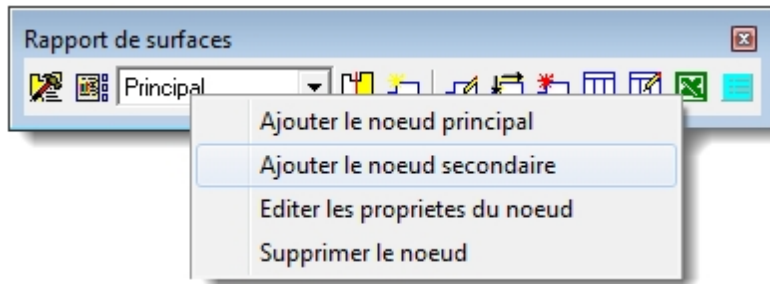 Rapport de surfaces
Principal
Ajouter le noeud principal
Ajouter le noeud secondaire
Editer les proprietes du noeud
Supprimer le noeud